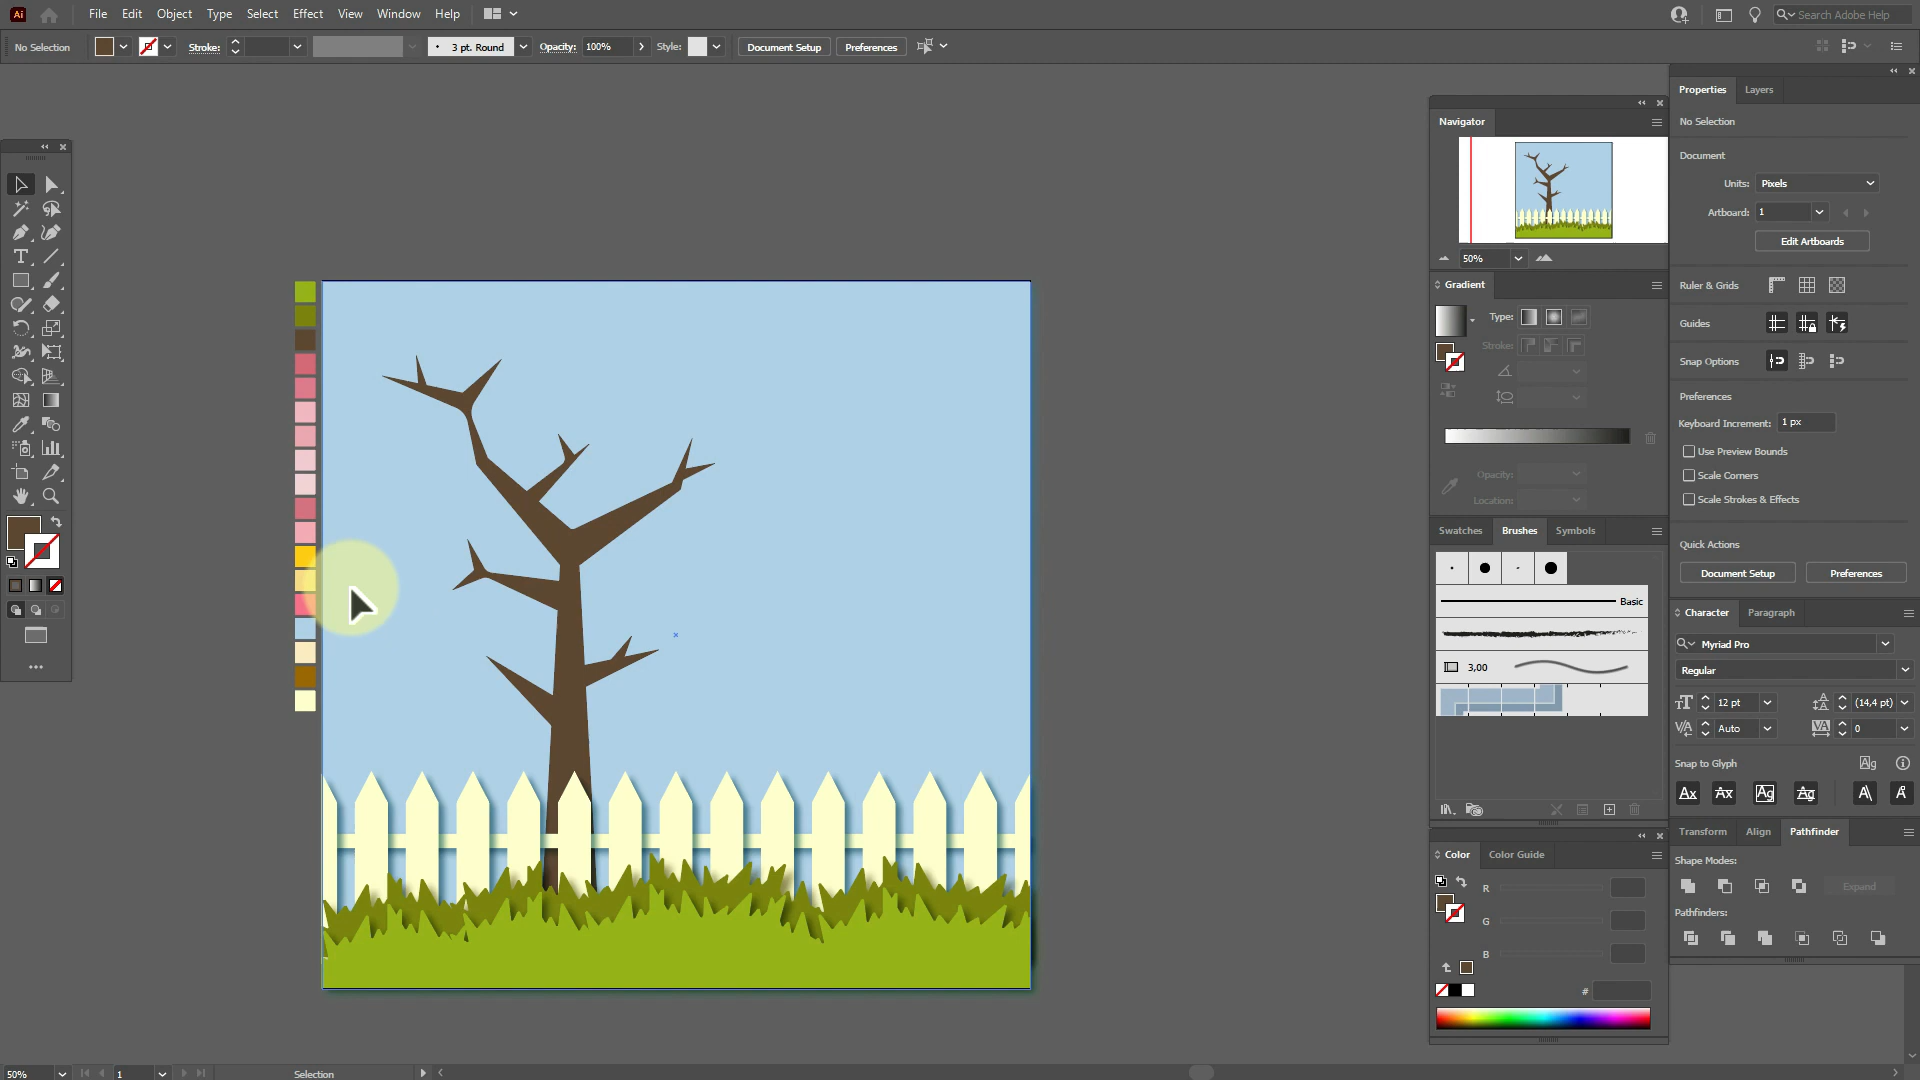 Ai File Edit Object Type Select Effect View Window Help Search Adobe Help
No Selection Stroke: 3 pt. Round Opacity: 100% Style: Document Setup Preferences
Properties Layers
No Selection
Document
Units: Pixels
Artboard: 1
Edit Artboards
Ruler & Grids
Guides
Snap Options
Preferences
Keyboard Increment: 1 px
Use Preview Bounds
Scale Corners
Scale Strokes & Effects
Quick Actions
Document Setup Preferences
Character Paragraph
Myriad Pro
Regular
12 pt (14,4 pt)
Auto 0
Snap to Glyph
Transform Align Pathfinder
Shape Modes:
Expand
Pathfinders:
Navigator
50%
Gradient
Type:
Stroke:
Opacity:
Location:
Swatches Brushes Symbols
Basic
3,00
Color Color Guide
R
G
B
#
50% 1 Selection